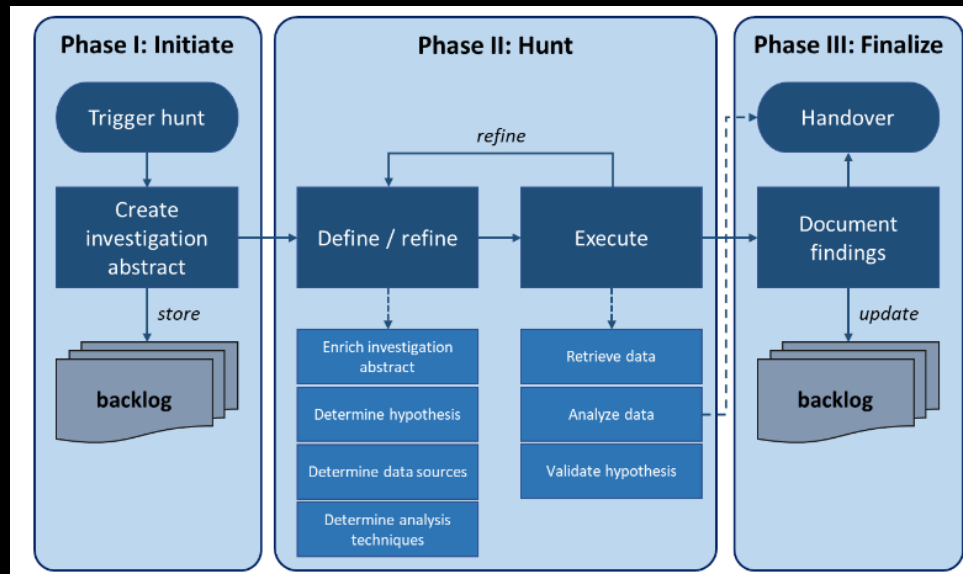 Phase I: Initiate
Trigger hunt
Create
investigation
abstract
store
backlog
Phase II: Hunt
refine
Define / refine
Execute
Enrich investigation
abstract
Determine hypothesis
Determine data sources
Determine analysis
techniques
Retrieve data
Analyze data
Validate hypothesis
Phase III: Finalize
Handover
Document
findings
update
backlog